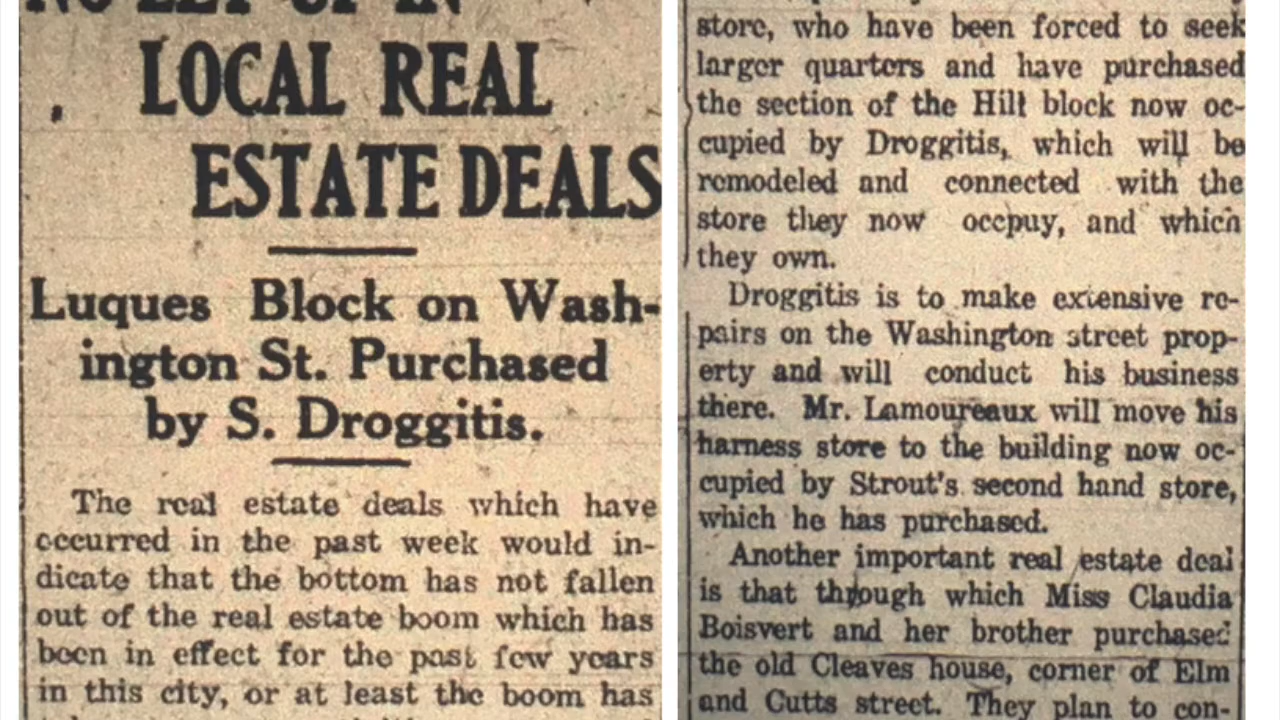 NO LET UP IN
LOCAL REAL
ESTATE DEALS
Luques Block on Wash-
ington St. Purchased
by S. Droggitis.
The real estate deals which have
occurred in the past week would in-
dicate that the bottom has not fallen
out of the real estate boom which has
been in effect for the past few years
in this city, or at least the boom has
store, who have been forced to seek
larger quarters and have purchased
the section of the Hill block now oc-
cupied by Droggitis, which will be
remodeled and connected with the
store they now occpuy, and which
they own.
Droggitis is to make extensive re-
pairs on the Washington street prop-
erty and will conduct his business
there. Mr. Lamoureaux will move his
harness store to the building now oc-
cupied by Strout's second hand store,
which he has purchased.
Another important real estate deal
is that through which Miss Claudia
Boisvert and her brother purchased
the old Cleaves house, corner of Elm
and Cutts street. They plan to con-